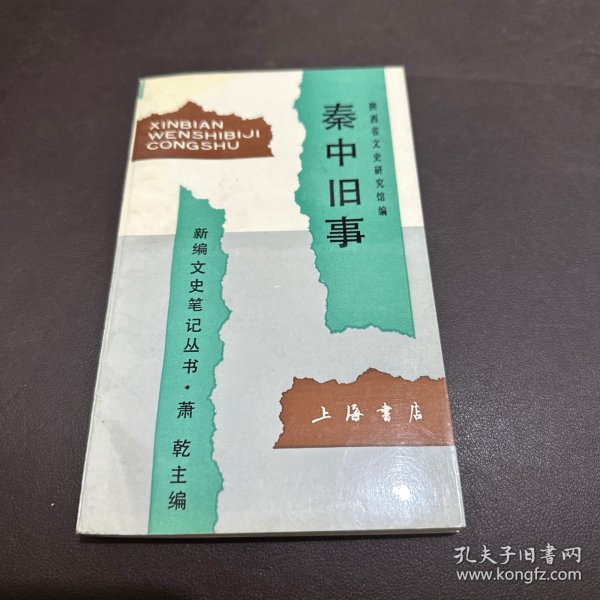 XINBIAN
WENSHIBIJI
CONGSHU
秦中旧事
陕西省文史研究馆编
新编文史笔记丛书·萧乾主编
上海书店
孔夫子旧书网
www.kongfz.com